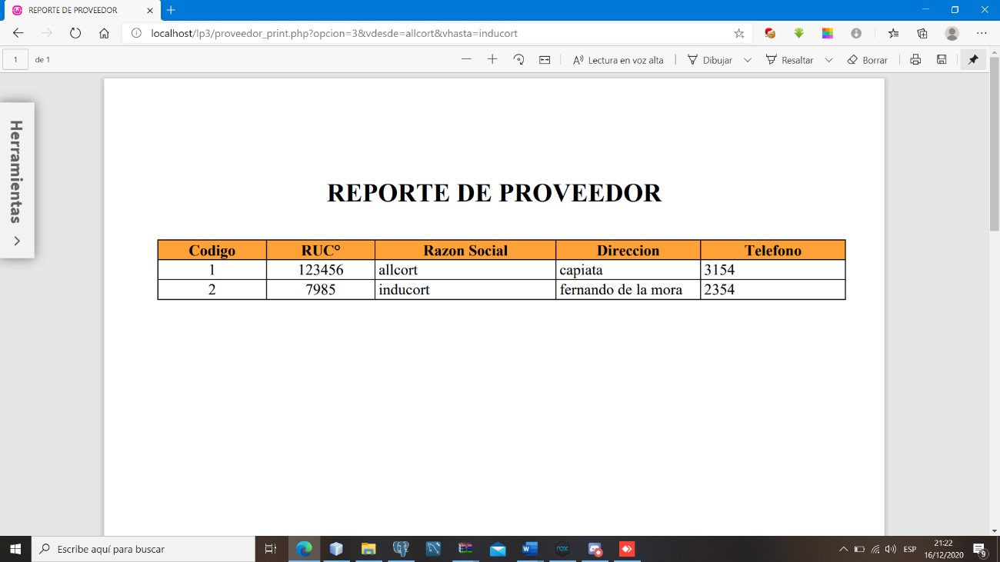 REPORTE DE PROVEEDOR
localhost/lp3/proveedor_print.php?opcion=3&vdesde=allcort&vhasta=inducort
1 de 1 Lectura en voz alta Dibujar Resaltar Borrar
Herramientas
REPORTE DE PROVEEDOR
Codigo RUC° Razon Social Direccion Telefono
1 123456 allcort capiata 3154
2 7985 inducort fernando de la mora 2354
Escribe aquí para buscar
nox
ESP
21:22
16/12/2020
9